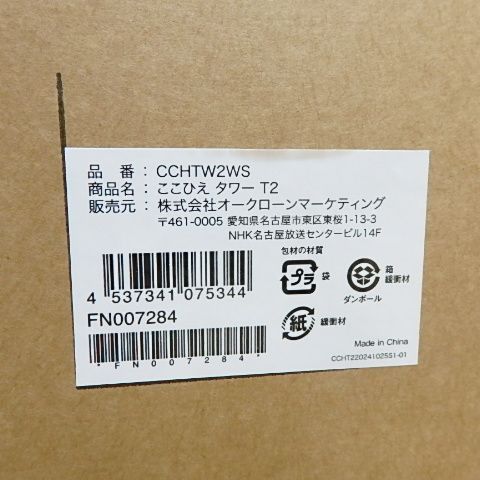 品　番： CCHTW2WS
商品名： ここひえ タワー T2
販売元： 株式会社オークローンマーケティング
〒461-0005 愛知県名古屋市東区東桜1-13-3
NHK名古屋放送センタービル14F
包材の材質
プラ 袋
箱 緩衝材
ダンボール
紙 緩衝材
4 537341 075344
FN007284
*FN007284*
Made in China
CCHT22024102551-01